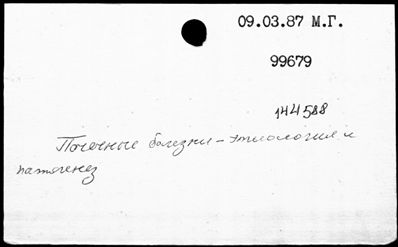 09.03.87 М.Г.
99679
144588
Почечные болезни – этиология и
патогенез